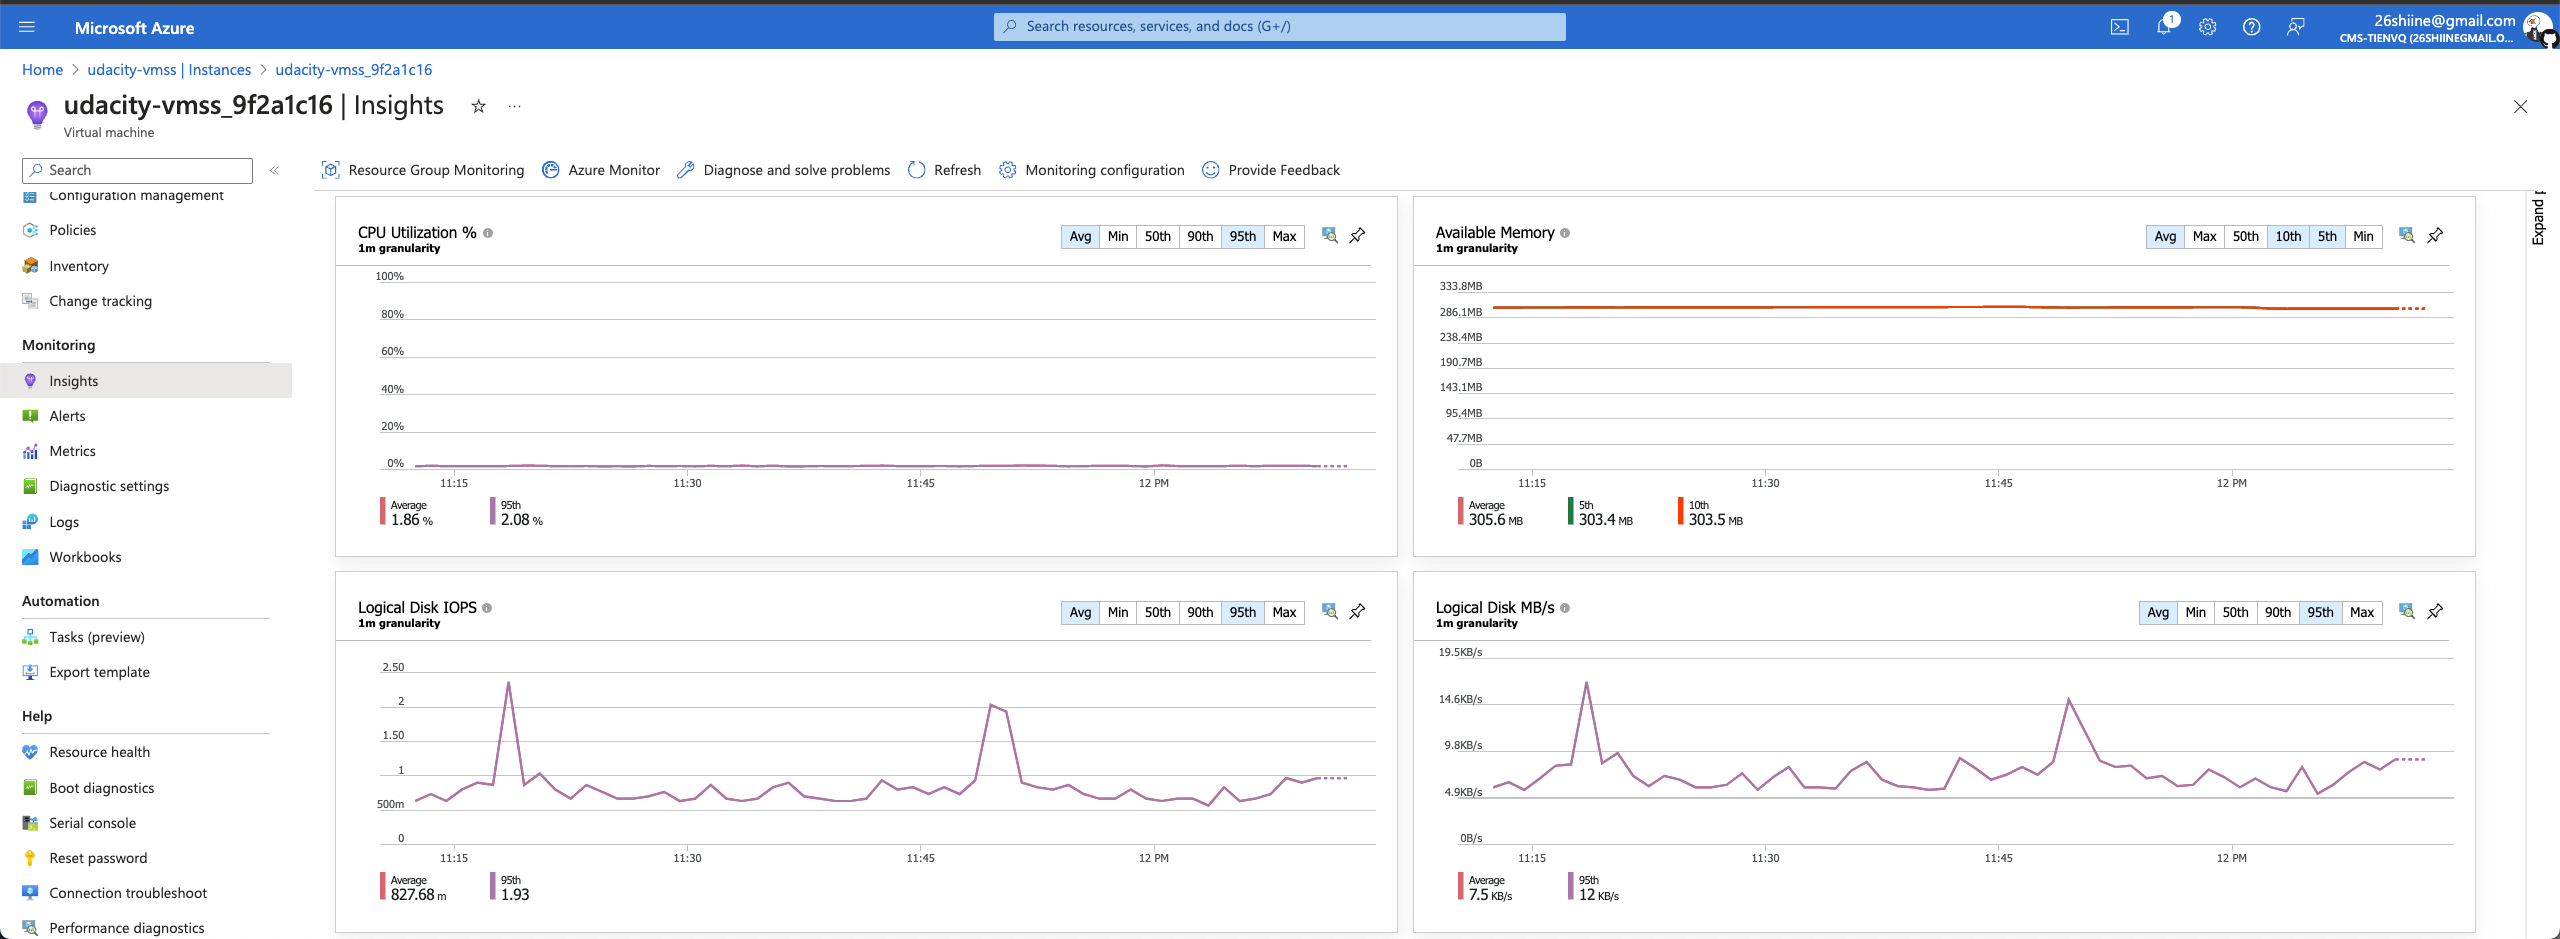 Microsoft Azure
Search resources, services, and docs (G+/)
1
26shiine@gmail.com
CMS-TIENVQ (26SHIINEGMAIL.O...
Home > udacity-vmss | Instances > udacity-vmss_9f2a1c16
udacity-vmss_9f2a1c16 | Insights
Virtual machine
Search
Resource Group Monitoring
Azure Monitor
Diagnose and solve problems
Refresh
Monitoring configuration
Provide Feedback
Configuration management
Policies
Inventory
Change tracking
Monitoring
Insights
Alerts
Metrics
Diagnostic settings
Logs
Workbooks
Automation
Tasks (preview)
Export template
Help
Resource health
Boot diagnostics
Serial console
Reset password
Connection troubleshoot
Performance diagnostics
CPU Utilization %
1m granularity
Avg Min 50th 90th 95th Max
100%
80%
60%
40%
20%
0%
11:15 11:30 11:45 12 PM
Average
1.86 %
95th
2.08 %
Available Memory
1m granularity
Avg Max 50th 10th 5th Min
333.8MB
286.1MB
238.4MB
190.7MB
143.1MB
95.4MB
47.7MB
0B
11:15 11:30 11:45 12 PM
Average
305.6 MB
5th
303.4 MB
10th
303.5 MB
Logical Disk IOPS
1m granularity
Avg Min 50th 90th 95th Max
2.50
2
1.50
1
500m
0
11:15 11:30 11:45 12 PM
Average
827.68 m
95th
1.93
Logical Disk MB/s
1m granularity
Avg Min 50th 90th 95th Max
19.5KB/s
14.6KB/s
9.8KB/s
4.9KB/s
0B/s
11:15 11:30 11:45 12 PM
Average
7.5 KB/s
95th
12 KB/s
Expand